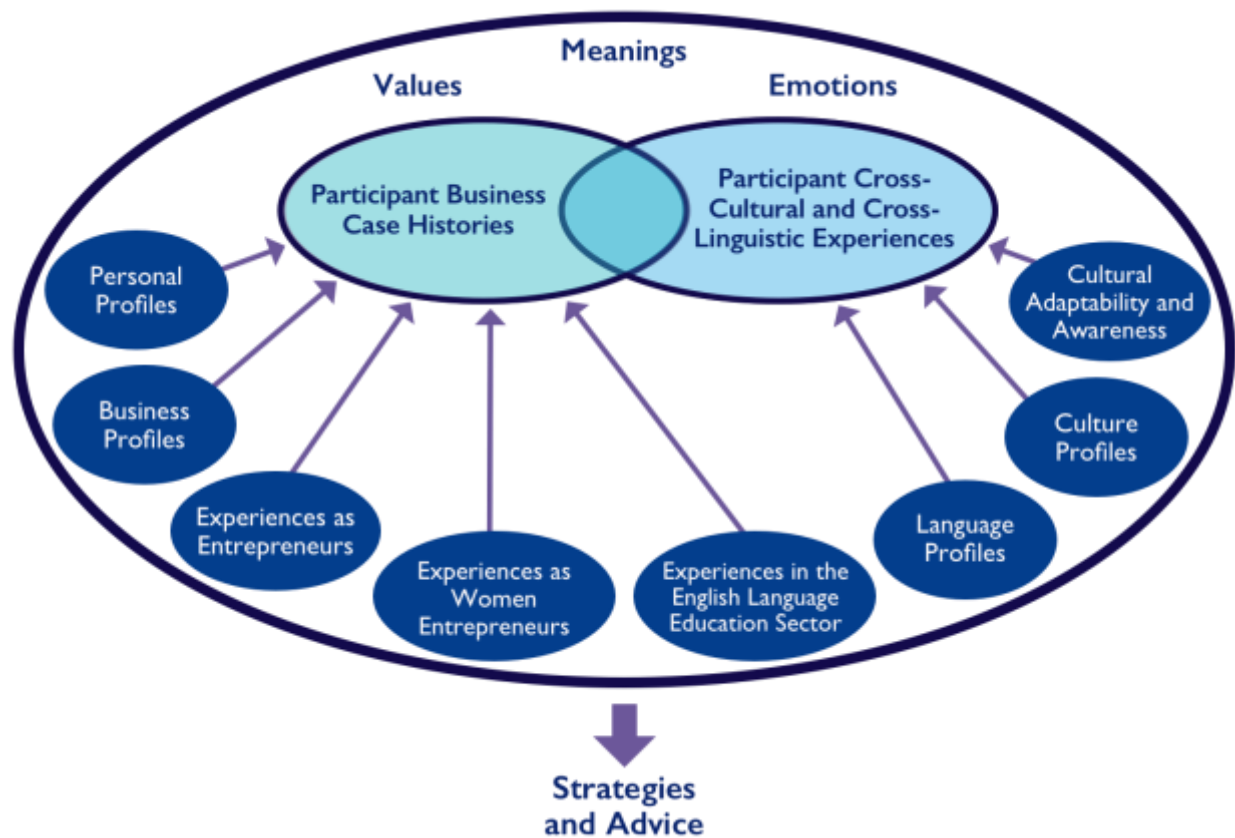 Meanings
Values
Emotions
Participant Business
Case Histories
Participant Cross-
Cultural and Cross-
Linguistic Experiences
Personal
Profiles
Business
Profiles
Experiences as
Entrepreneurs
Experiences as
Women
Entrepreneurs
Experiences in the
English Language
Education Sector
Language
Profiles
Culture
Profiles
Cultural
Adaptability and
Awareness
Strategies
and Advice